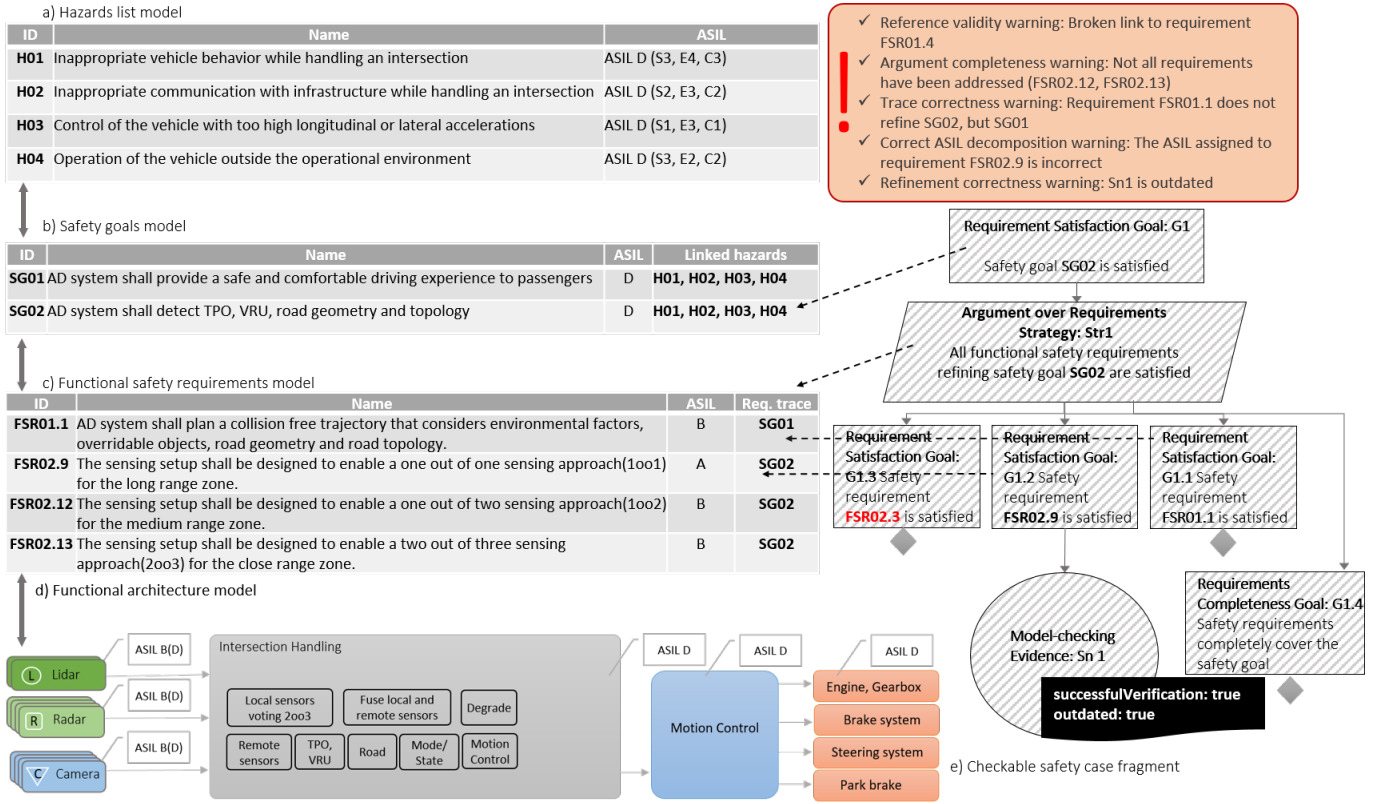 a) Hazards list model
ID Name ASIL
H01 Inappropriate vehicle behavior while handling an intersection ASIL D (S3, E4, C3)
H02 Inappropriate communication with infrastructure while handling an intersection ASIL D (S2, E3, C2)
H03 Control of the vehicle with too high longitudinal or lateral accelerations ASIL D (S1, E3, C1)
H04 Operation of the vehicle outside the operational environment ASIL D (S3, E2, C2)
!
✓ Reference validity warning: Broken link to requirement
FSR01.4
✓ Argument completeness warning: Not all requirements
have been addressed (FSR02.12, FSR02.13)
✓ Trace correctness warning: Requirement FSR01.1 does not
refine SG02, but SG01
✓ Correct ASIL decomposition warning: The ASIL assigned to
requirement FSR02.9 is incorrect
✓ Refinement correctness warning: Sn1 is outdated
b) Safety goals model
ID Name ASIL Linked hazards
SG01 AD system shall provide a safe and comfortable driving experience to passengers D H01, H02, H03, H04
SG02 AD system shall detect TPO, VRU, road geometry and topology D H01, H02, H03, H04
c) Functional safety requirements model
ID Name ASIL Req. trace
FSR01.1 AD system shall plan a collision free trajectory that considers environmental factors, B SG01
overridable objects, road geometry and road topology.
FSR02.9 The sensing setup shall be designed to enable a one out of one sensing approach(1oo1) A SG02
for the long range zone.
FSR02.12 The sensing setup shall be designed to enable a one out of two sensing approach(1oo2) B SG02
for the medium range zone.
FSR02.13 The sensing setup shall be designed to enable a two out of three sensing B SG02
approach(2oo3) for the close range zone.
d) Functional architecture model
ASIL B(D)
L Lidar
ASIL B(D)
R Radar
ASIL B(D)
C Camera
Intersection Handling
Local sensors
voting 2oo3
Fuse local and
remote sensors
Degrade
Remote
sensors
TPO,
VRU
Road
Mode/
State
Motion
Control
ASIL D
ASIL D
ASIL D
Motion Control
Engine, Gearbox
Brake system
Steering system
Park brake
Requirement Satisfaction Goal: G1
Safety goal SG02 is satisfied
Argument over Requirements
Strategy: Str1
All functional safety requirements
refining safety goal SG02 are satisfied
Requirement
Satisfaction Goal:
G1.3 Safety
requirement
FSR02.3 is satisfied
Requirement
Satisfaction Goal:
G1.2 Safety
requirement
FSR02.9 is satisfied
Requirement
Satisfaction Goal:
G1.1 Safety
requirement
FSR01.1 is satisfied
Model-checking
Evidence: Sn 1
successfulVerification: true
outdated: true
Requirements
Completeness Goal: G1.4
Safety requirements
completely cover the
safety goal
e) Checkable safety case fragment